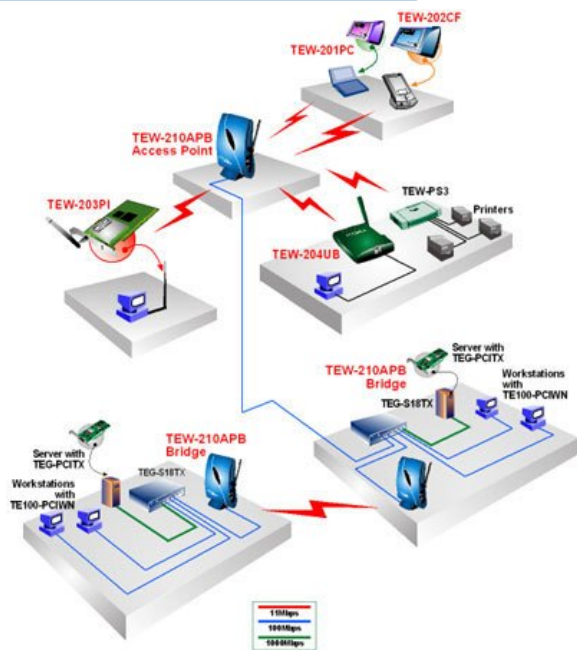 TEW-202CF
TEW-201PC
TEW-210APB
Access Point
TEW-203PI
TEW-PS3
Printers
TEW-204UB
Server with
TEG-PCITX
TEW-210APB
Bridge
Workstations
with
TE100-PCIWN
TEG-S18TX
TEW-210APB
Bridge
Server with
TEG-PCITX
TEG-S18TX
Workstations
with
TE100-PCIWN
11Mbps
100Mbps
1000Mbps